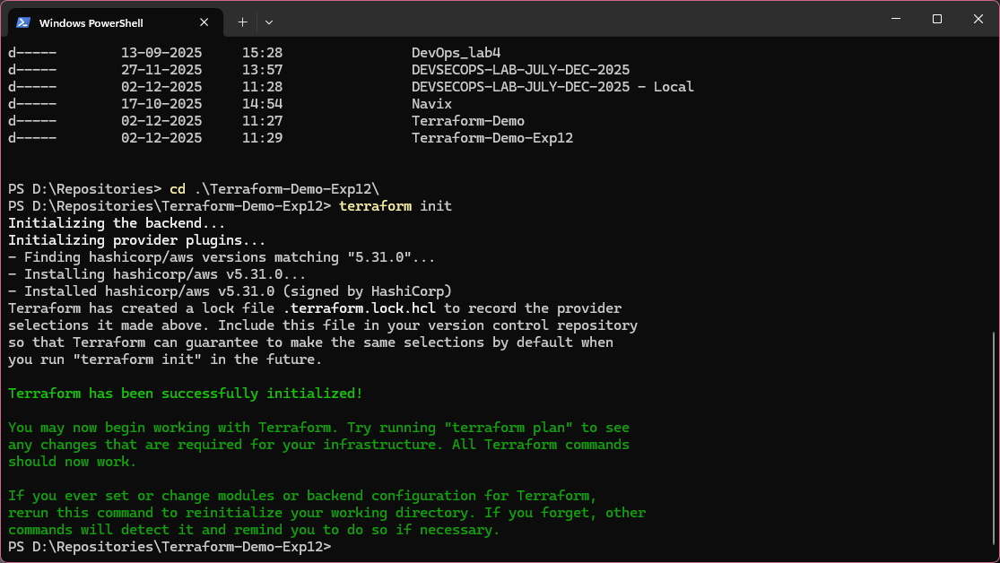 Windows PowerShell
d----- 13-09-2025 15:28 DevOps_lab4
d----- 27-11-2025 13:57 DEVSECOPS-LAB-JULY-DEC-2025
d----- 02-12-2025 11:28 DEVSECOPS-LAB-JULY-DEC-2025 - Local
d----- 17-10-2025 14:54 Navix
d----- 02-12-2025 11:27 Terraform-Demo
d----- 02-12-2025 11:29 Terraform-Demo-Exp12
PS D:\Repositories> cd .\Terraform-Demo-Exp12\
PS D:\Repositories\Terraform-Demo-Exp12> terraform init
Initializing the backend...
Initializing provider plugins...
- Finding hashicorp/aws versions matching "5.31.0"...
- Installing hashicorp/aws v5.31.0...
- Installed hashicorp/aws v5.31.0 (signed by HashiCorp)
Terraform has created a lock file .terraform.lock.hcl to record the provider
selections it made above. Include this file in your version control repository
so that Terraform can guarantee to make the same selections by default when
you run "terraform init" in the future.
Terraform has been successfully initialized!
You may now begin working with Terraform. Try running "terraform plan" to see
any changes that are required for your infrastructure. All Terraform commands
should now work.
If you ever set or change modules or backend configuration for Terraform,
rerun this command to reinitialize your working directory. If you forget, other
commands will detect it and remind you to do so if necessary.
PS D:\Repositories\Terraform-Demo-Exp12>